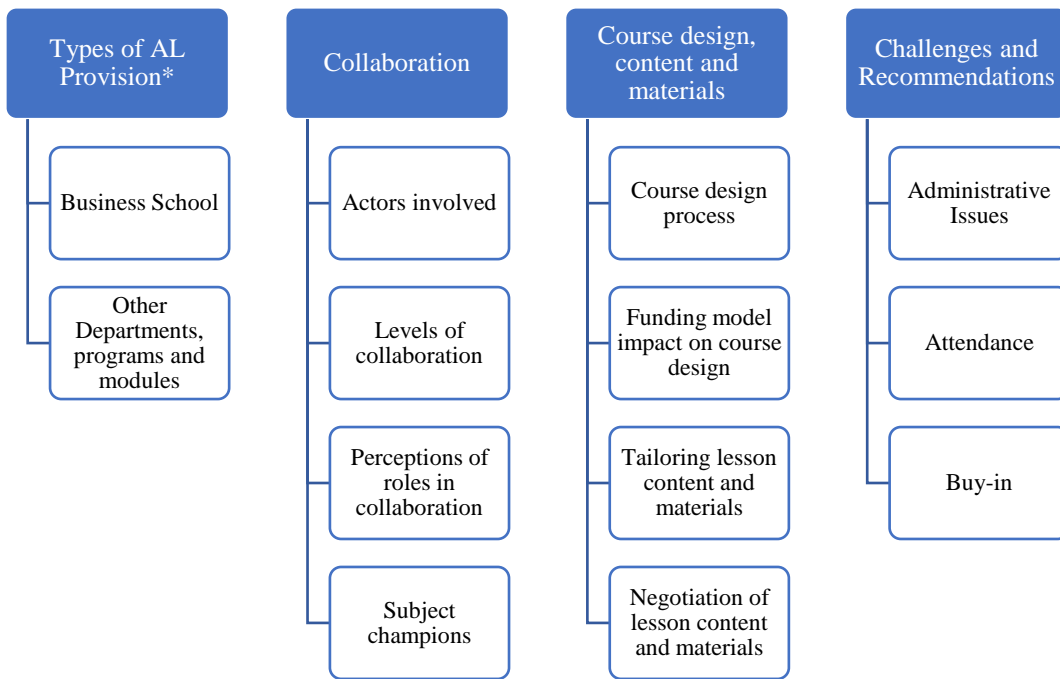 Types of AL
Provision*
Business School
Other
Departments,
programs and
modules
Collaboration
Actors involved
Levels of
collaboration
Perceptions of
roles in
collaboration
Subject
champions
Course design,
content and
materials
Course design
process
Funding model
impact on course
design
Tailoring lesson
content and
materials
Negotiation of
lesson content
and materials
Challenges and
Recommendations
Administrative
Issues
Attendance
Buy-in